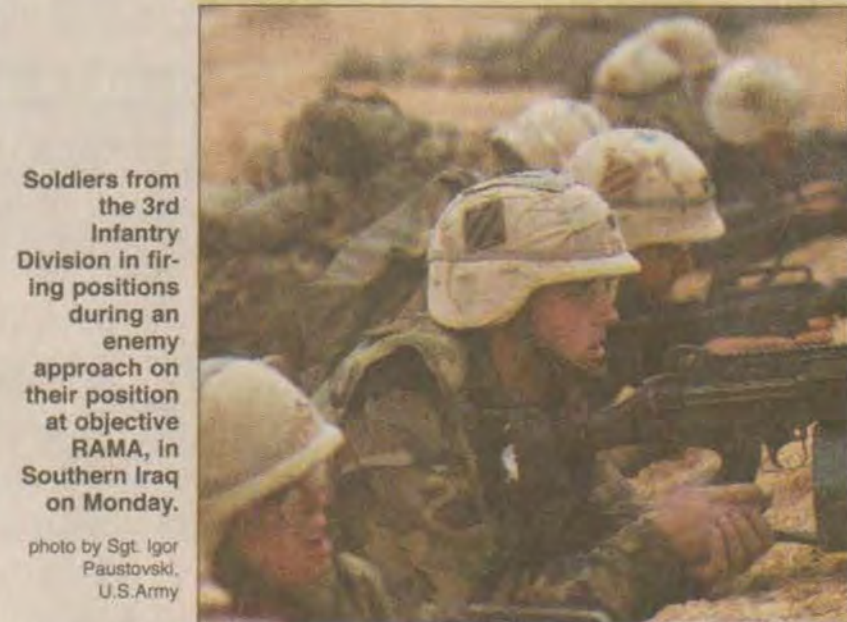 Soldiers from
the 3rd
Infantry
Division in fir-
ing positions
during an
enemy
approach on
their position
at objective
RAMA, in
Southern Iraq
on Monday.
photo by Sgt. Igor
Paustovski,
U.S.Army